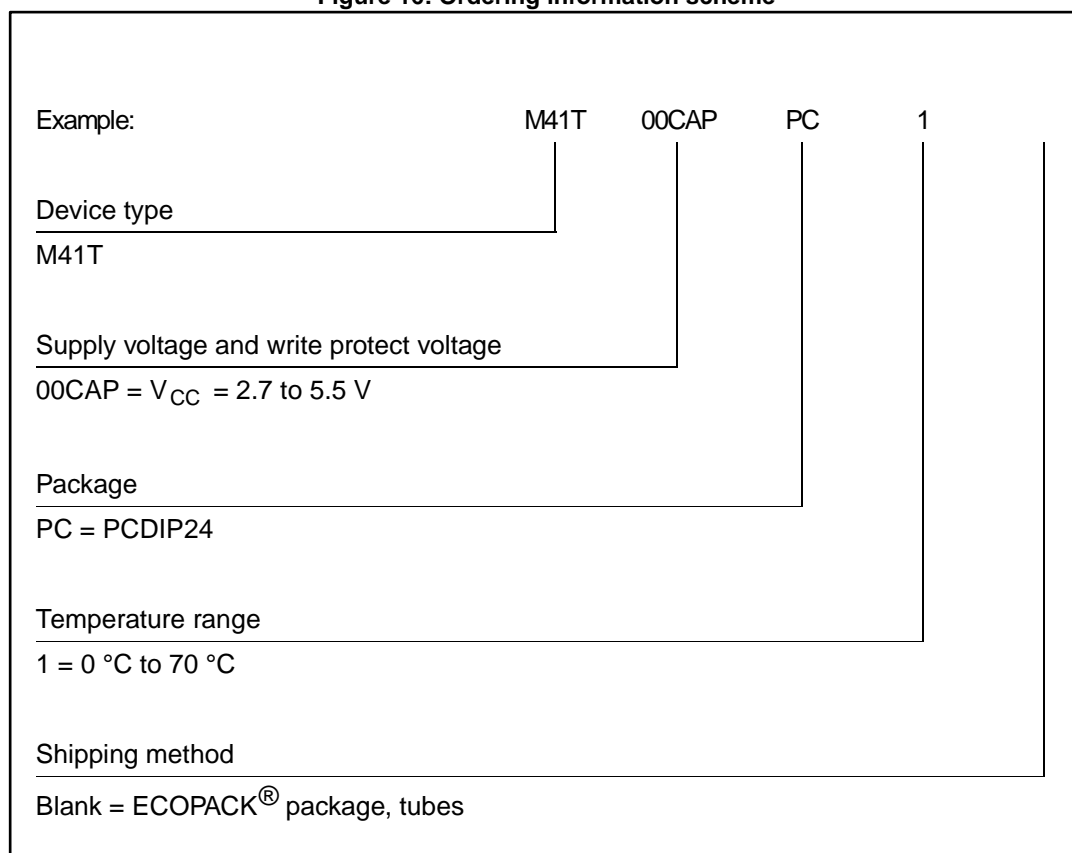 Figure 16. Ordering information scheme
Example: M41T 00CAP PC 1
Device type
M41T
Supply voltage and write protect voltage
00CAP = VCC = 2.7 to 5.5 V
Package
PC = PCDIP24
Temperature range
1 = 0 °C to 70 °C
Shipping method
Blank = ECOPACK® package, tubes